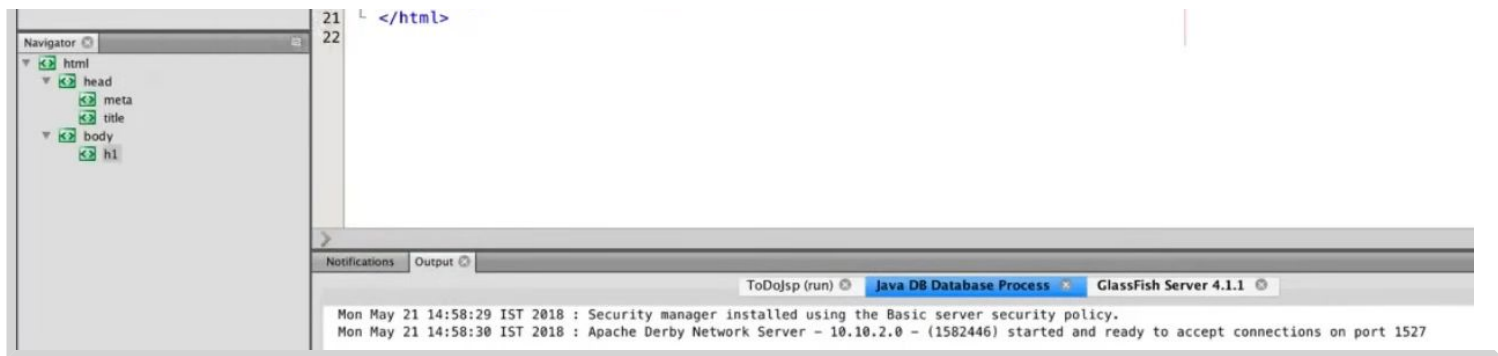 21 </html>
22
Navigator
html
head
meta
title
body
h1
Notifications Output
ToDoJsp (run) Java DB Database Process GlassFish Server 4.1.1
Mon May 21 14:58:29 IST 2018 : Security manager installed using the Basic server security policy.
Mon May 21 14:58:30 IST 2018 : Apache Derby Network Server - 10.10.2.0 - (1582446) started and ready to accept connections on port 1527